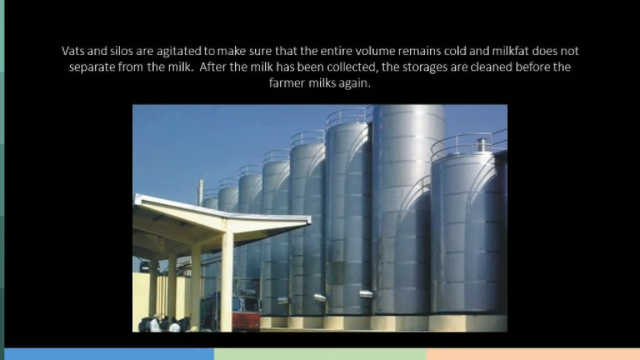 Vats and silos are agitated to make sure that the entire volume remains cold and milkfat does not
separate from the milk.  After the milk has been collected, the storages are cleaned before the
farmer milks again.